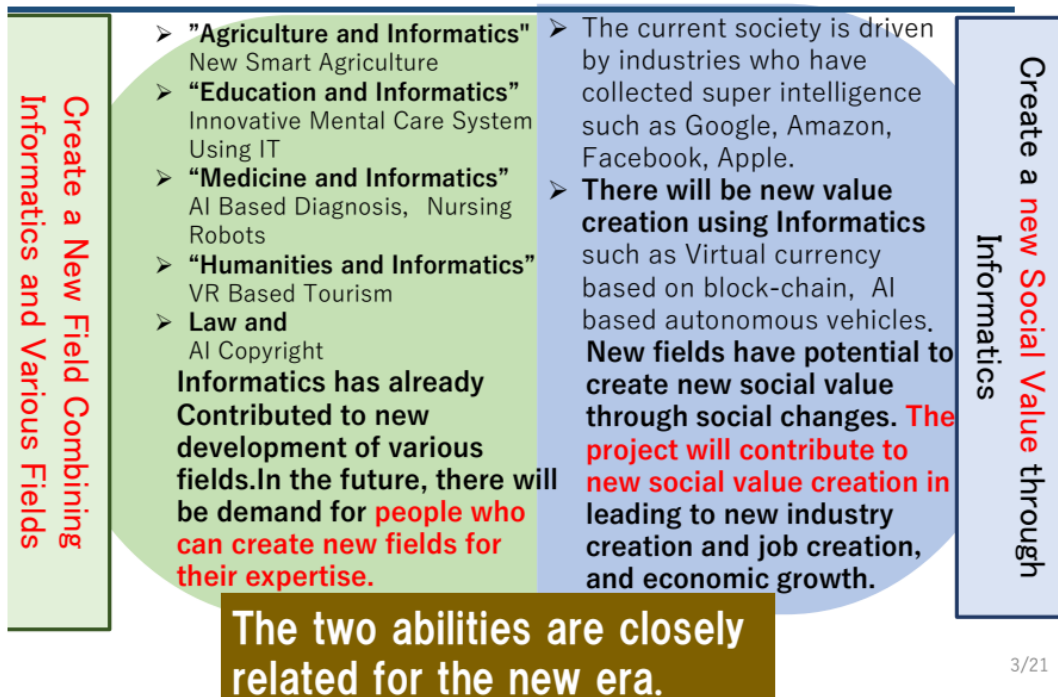 Create a New Field Combining
Informatics and Various Fields
➢ ”Agriculture and Informatics"
New Smart Agriculture
➢ “Education and Informatics”
Innovative Mental Care System
Using IT
➢ “Medicine and Informatics”
AI Based Diagnosis, Nursing
Robots
➢ “Humanities and Informatics”
VR Based Tourism
➢ Law and
AI Copyright
Informatics has already
Contributed to new
development of various
fields.In the future, there will
be demand for people who
can create new fields for
their expertise.
➢ The current society is driven
by industries who have
collected super intelligence
such as Google, Amazon,
Facebook, Apple.
➢ There will be new value
creation using Informatics
such as Virtual currency
based on block-chain, AI
based autonomous vehicles.
New fields have potential to
create new social value
through social changes. The
project will contribute to
new social value creation in
leading to new industry
creation and job creation,
and economic growth.
Create a new Social Value through
Informatics
The two abilities are closely
related for the new era.
3/21